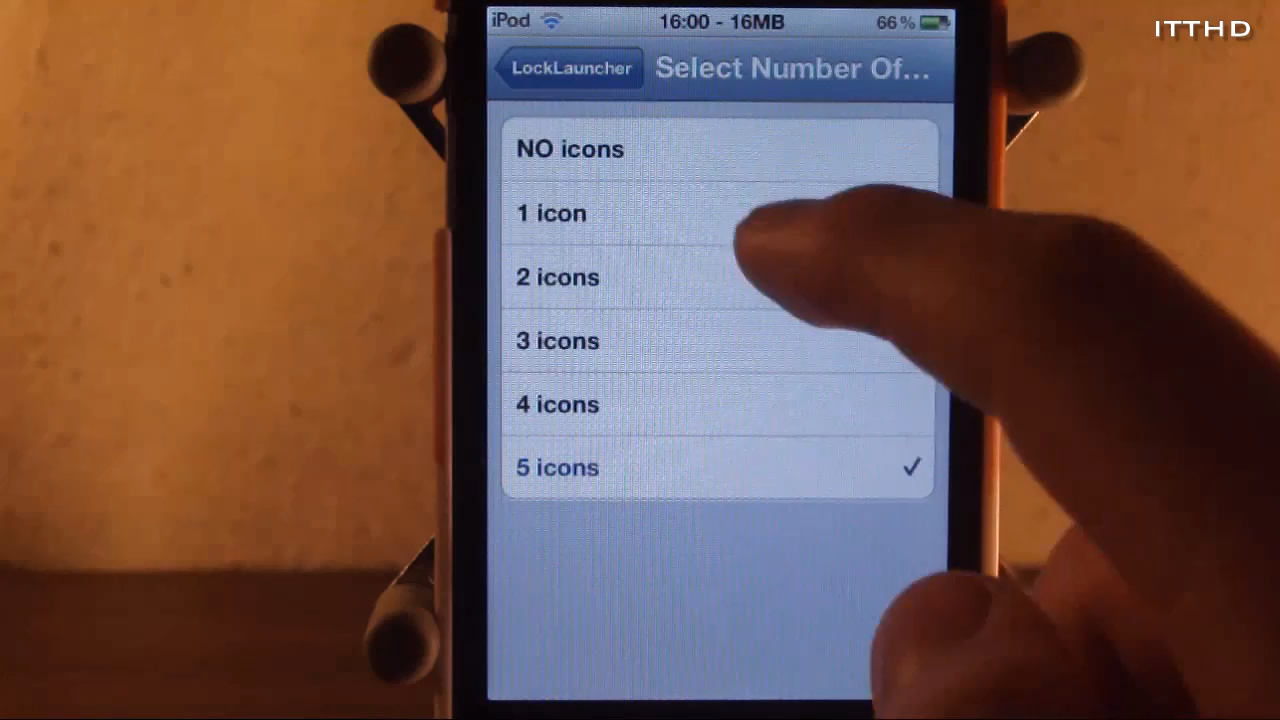 iPod 16:00 - 16MB 66%
ITTHD
LockLauncher Select Number Of...
NO icons
1 icon
2 icons
3 icons
4 icons
5 icons